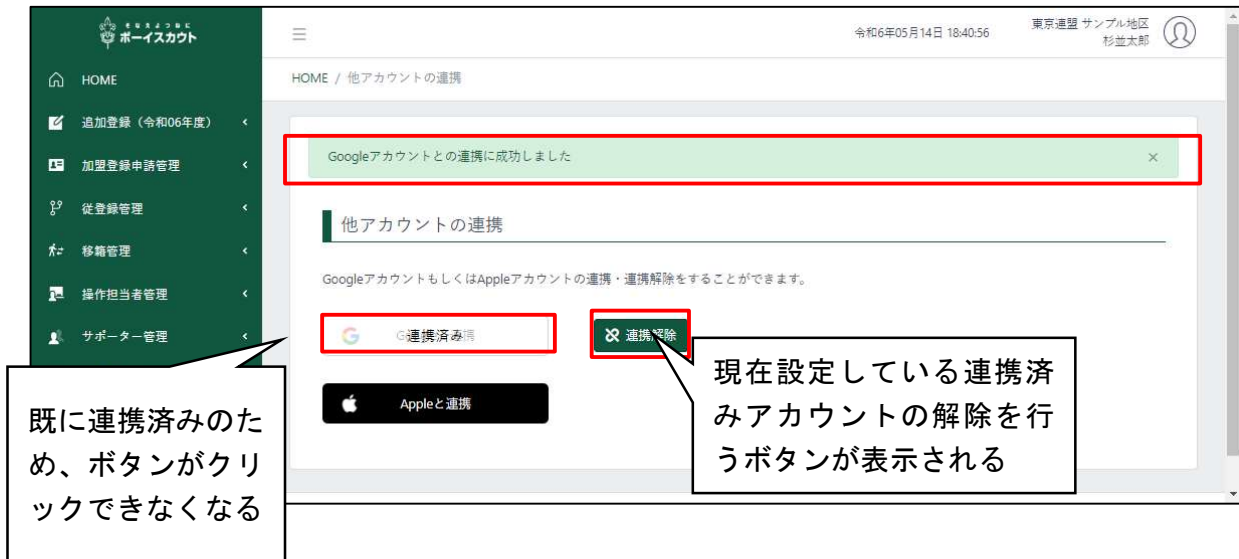 そなえよつねに
ボーイスカウト
令和6年05月14日 18:40:56
東京連盟 サンプル地区
杉並太郎
HOME
HOME / 他アカウントの連携
追加登録（令和06年度）
加盟登録申請管理
従登録管理
移籍管理
操作担当者管理
サポーター管理
Googleアカウントとの連携に成功しました
×
他アカウントの連携
GoogleアカウントもしくはAppleアカウントの連携・連携解除をすることができます。
連携済み
連携解除
Appleと連携
既に連携済みのた
め、ボタンがクリ
ックできなくなる
現在設定している連携済
みアカウントの解除を行
うボタンが表示される